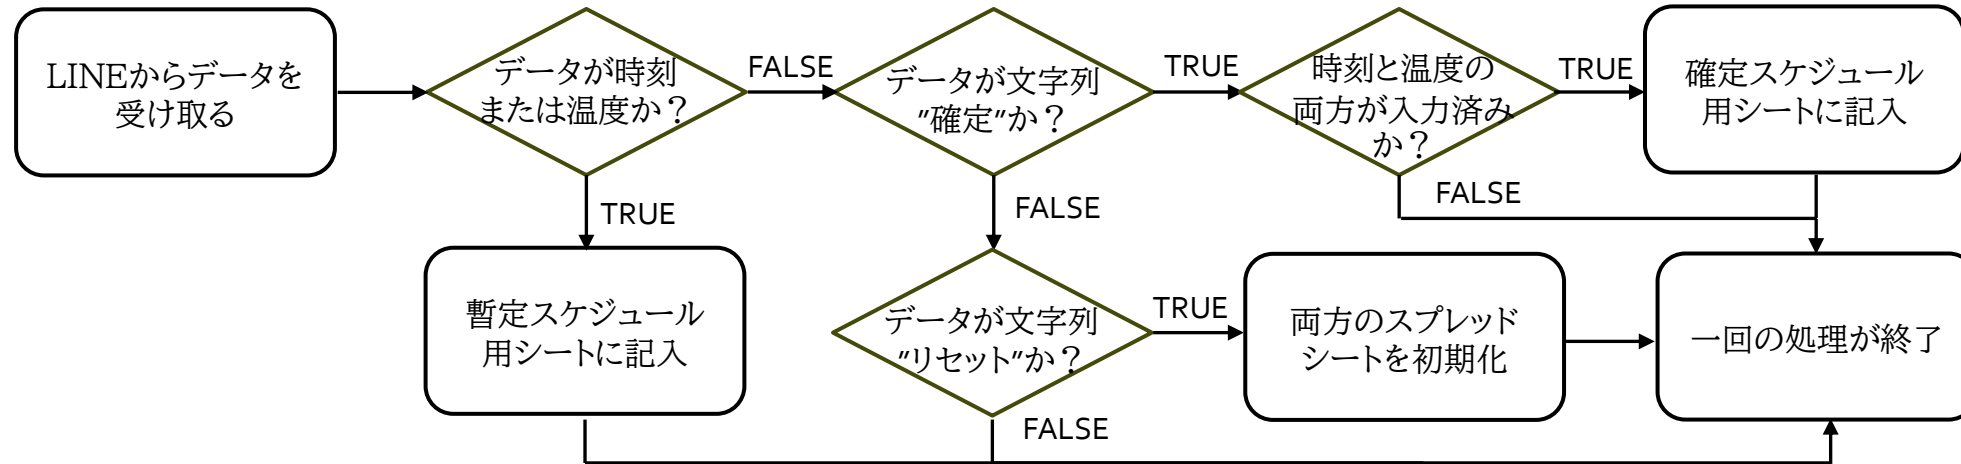 LINEからデータを
受け取る
データが時刻
または温度か？
FALSE
データが文字列
"確定"か？
TRUE
時刻と温度の
両方が入力済み
か？
TRUE
確定スケジュール
用シートに記入
TRUE
FALSE
FALSE
暫定スケジュール
用シートに記入
データが文字列
"リセット"か？
TRUE
両方のスプレッド
シートを初期化
一回の処理が終了
FALSE